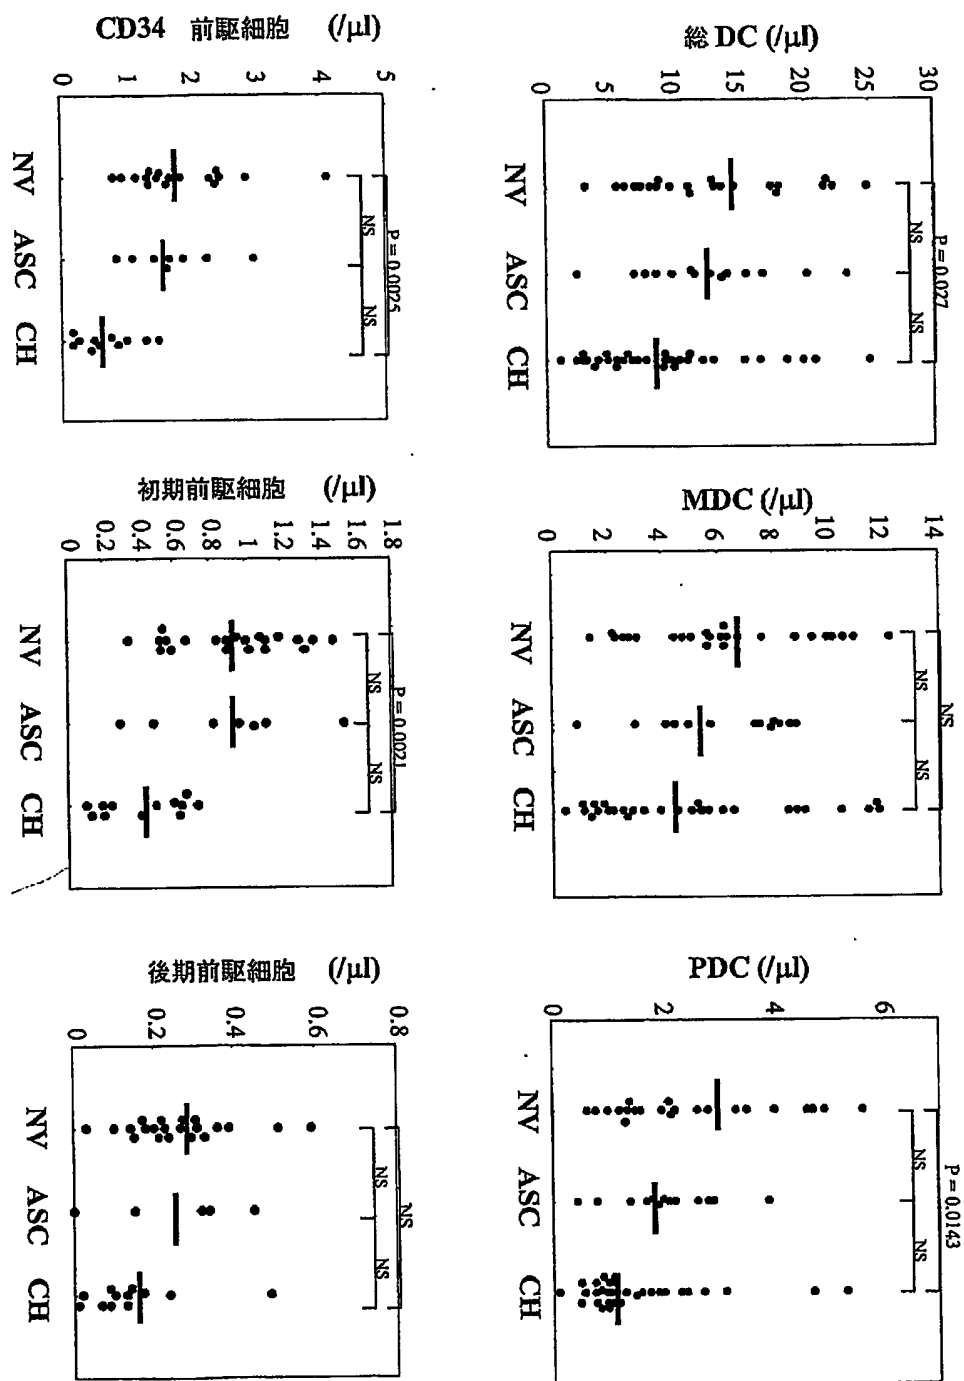 総 DC (/μl)
30
25
20
15
10
5
0
P = 0.027
NS
NS
NV
ASC
CH
MDC (/μl)
14
12
10
8
6
4
2
0
NS
NS
NS
NV
ASC
CH
PDC (/μl)
6
4
2
0
P = 0.0143
NS
NS
NV
ASC
CH
CD34 前駆細胞 (/μl)
5
4
3
2
1
0
P = 0.0025
NS
NS
NV
ASC
CH
初期前駆細胞 (/μl)
1.8
1.6
1.4
1.2
1
0.8
0.6
0.4
0.2
0
P = 0.0021
NS
NS
NV
ASC
CH
後期前駆細胞 (/μl)
0.8
0.6
0.4
0.2
0
NS
NS
NS
NV
ASC
CH